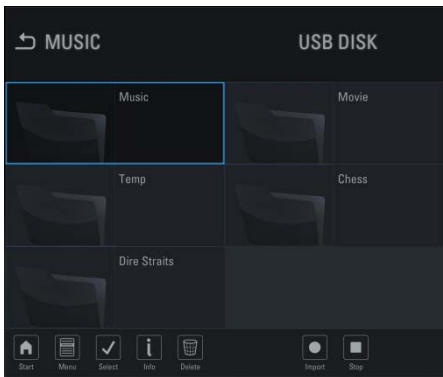 MUSIC USB DISK
Music Movie
Temp Chess
Dire Straits
Start Menu Select Info Delete Import Stop